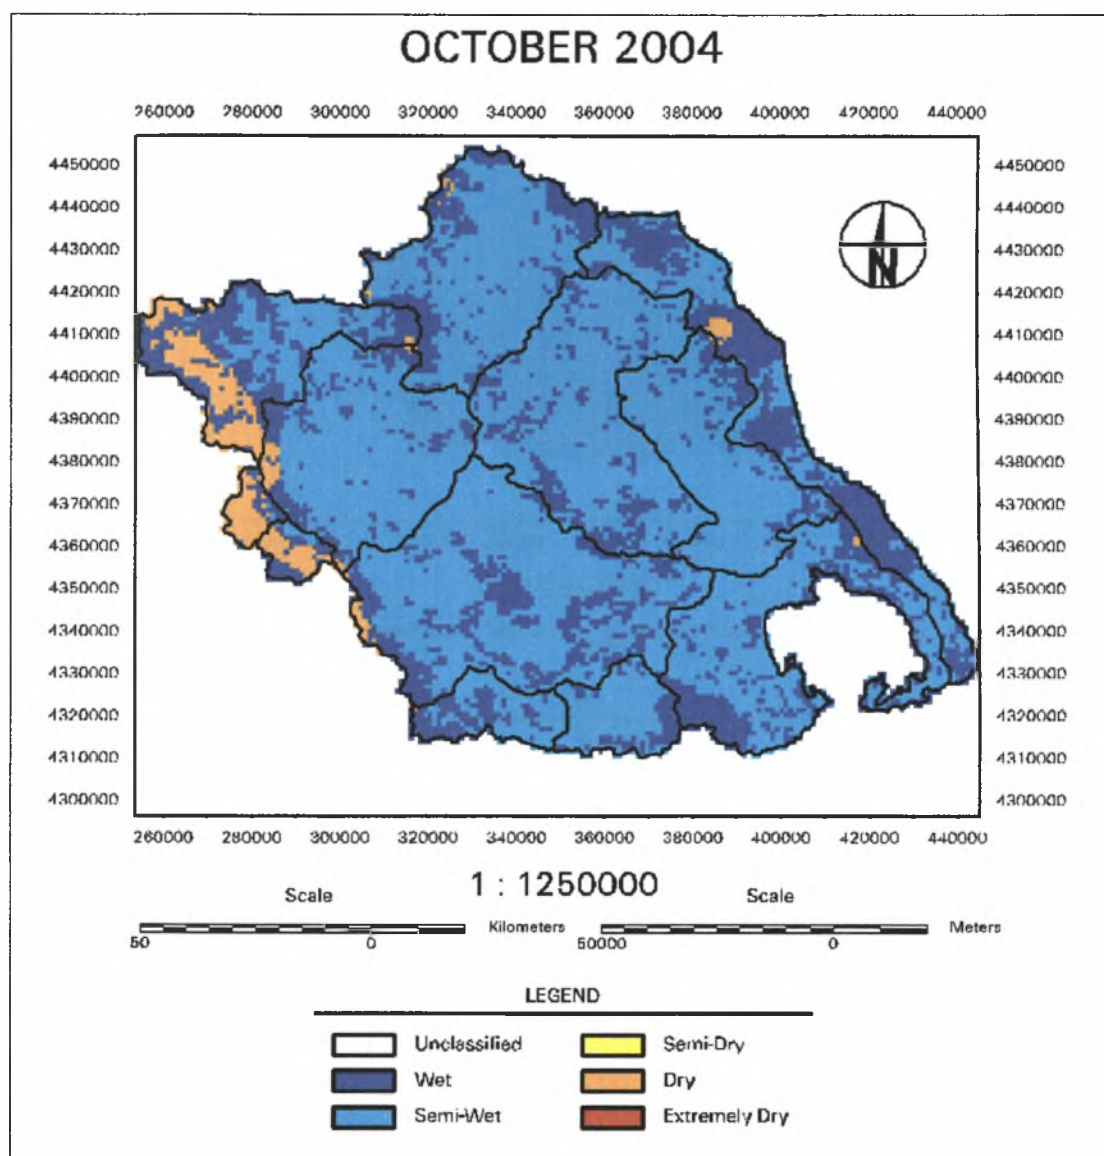 OCTOBER 2004
260000 280000 300000 320000 340000 360000 380000 400000 420000 440000
4450000 4450000
4440000 4440000
4430000 4430000
N
4420000 4420000
4410000 4410000
4400000 4400000
4390000 4390000
4380000 4380000
4370000 4370000
4360000 4360000
4350000 4350000
4340000 4340000
4330000 4330000
4320000 4320000
4310000 4310000
4300000 4300000
260000 280000 300000 320000 340000 360000 380000 400000 420000 440000
Scale 1 : 1250000 Scale
Kilometers Meters
50 0 50000 0
LEGEND
Unclassified Semi-Dry
Wet Dry
Semi-Wet Extremely Dry